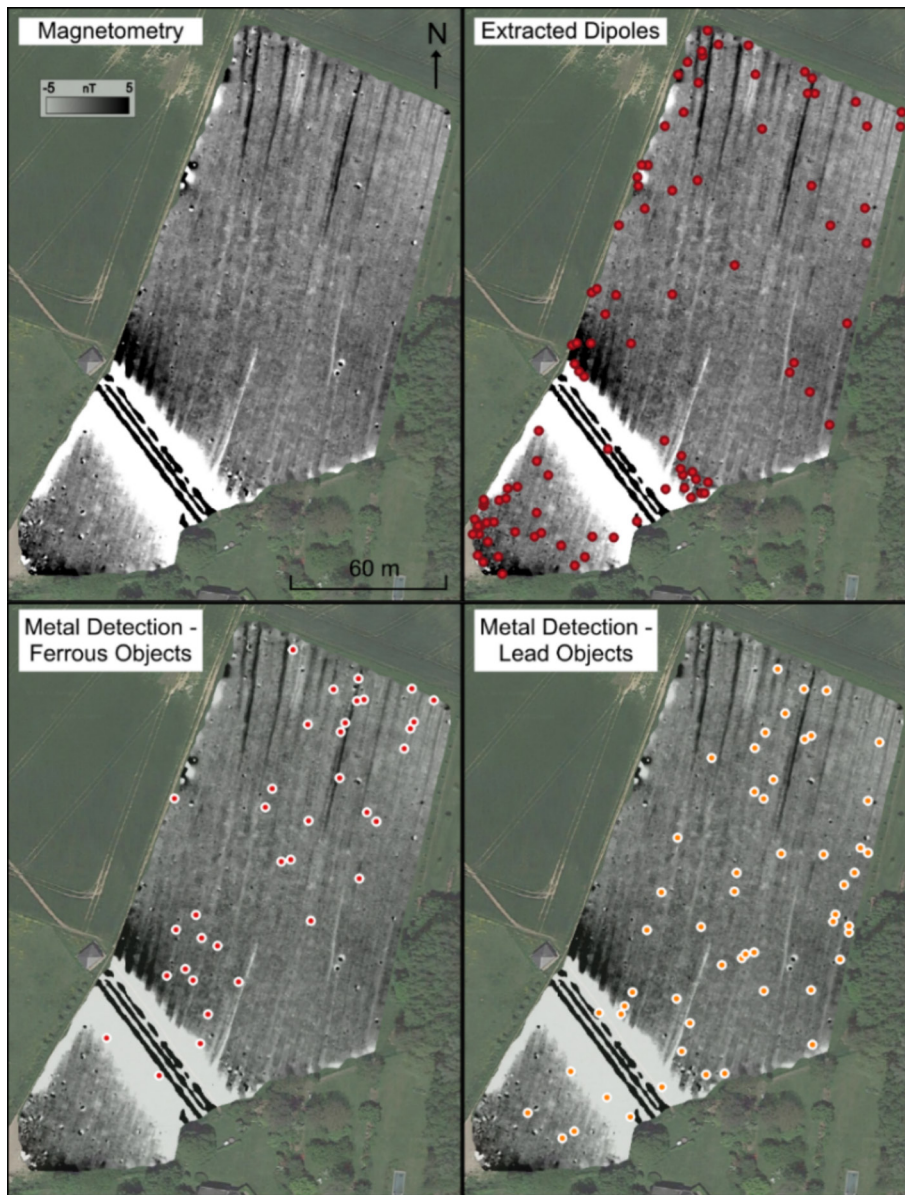 Magnetometry
N
-5 nT 5
60 m
Extracted Dipoles
Metal Detection -
Ferrous Objects
Metal Detection -
Lead Objects